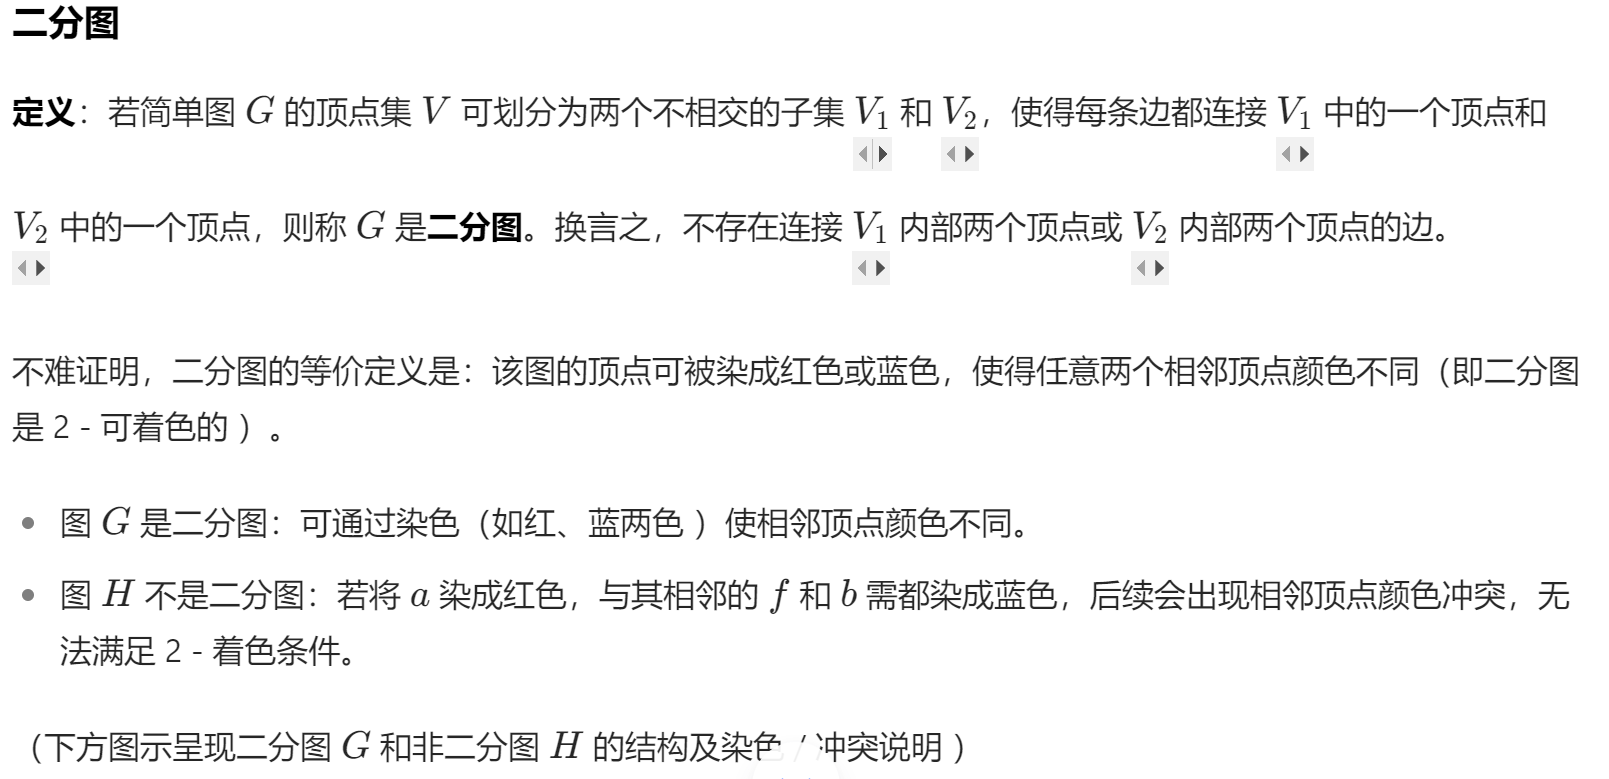 二分图
定义：若简单图 G 的顶点集 V 可划分为两个不相交的子集 V₁ 和 V₂，使得每条边都连接 V₁ 中的一个顶点和
V₂ 中的一个顶点，则称 G 是二分图。换言之，不存在连接 V₁ 内部两个顶点或 V₂ 内部两个顶点的边。
不难证明，二分图的等价定义是：该图的顶点可被染成红色或蓝色，使得任意两个相邻顶点颜色不同（即二分图
是 2 - 可着色的 ）。
图 G 是二分图：可通过染色（如红、蓝两色 ）使相邻顶点颜色不同。
图 H 不是二分图：若将 a 染成红色，与其相邻的 f 和 b 需都染成蓝色，后续会出现相邻顶点颜色冲突，无
法满足 2 - 着色条件。
（下方图示呈现二分图 G 和非二分图 H 的结构及染色 / 冲突说明 ）